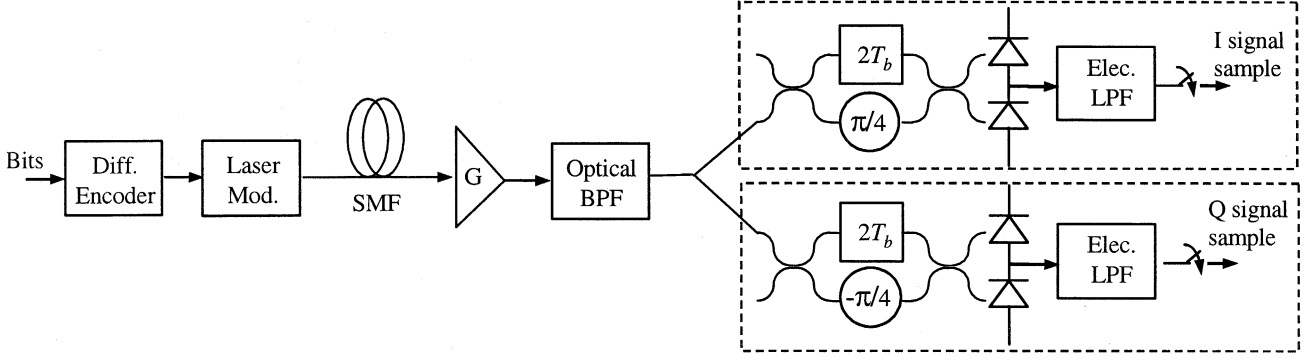 Bits
Diff.
Encoder
Laser
Mod.
SMF
G
Optical
BPF
2T_b
π/4
Elec.
LPF
I signal
sample
2T_b
-π/4
Elec.
LPF
Q signal
sample